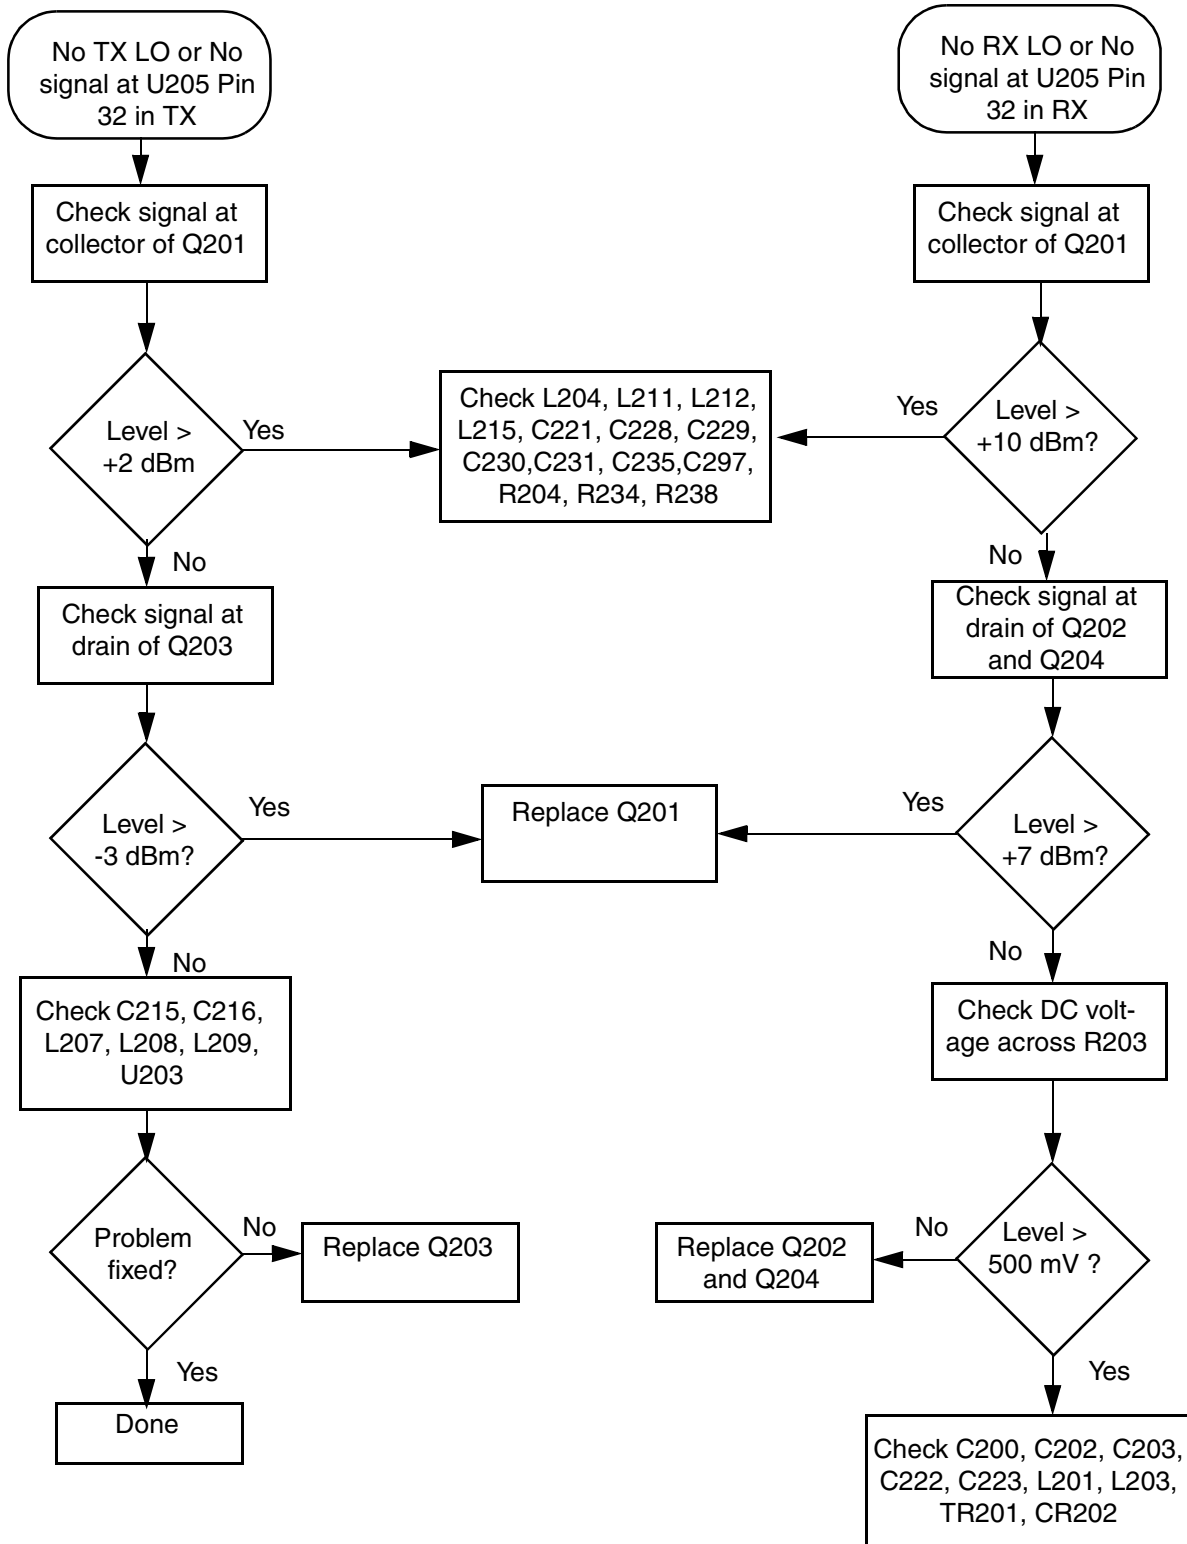 No TX LO or No
signal at U205 Pin
32 in TX
Check signal at
collector of Q201
Level >
+2 dBm
Yes
No
Check signal at
drain of Q203
Level >
-3 dBm?
Yes
No
Check C215, C216,
L207, L208, L209,
U203
Problem
fixed?
No
Replace Q203
Yes
Done
Check L204, L211, L212,
L215, C221, C228, C229,
C230,C231, C235,C297,
R204, R234, R238
Replace Q201
No RX LO or No
signal at U205 Pin
32 in RX
Check signal at
collector of Q201
Level >
+10 dBm?
Yes
No
Check signal at
drain of Q202
and Q204
Level >
+7 dBm?
Yes
No
Check DC volt-
age across R203
Level >
500 mV ?
No
Replace Q202
and Q204
Yes
Check C200, C202, C203,
C222, C223, L201, L203,
TR201, CR202